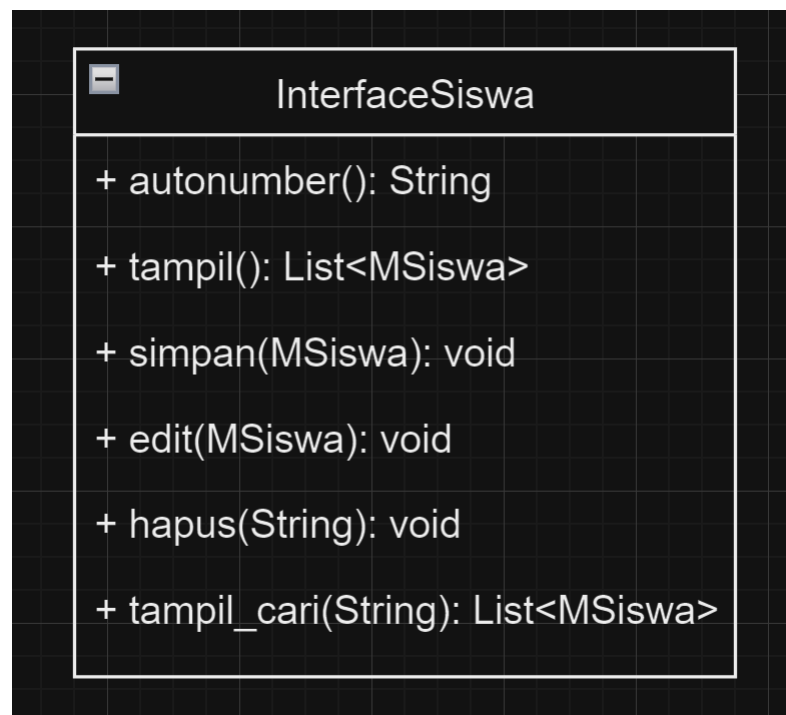 InterfaceSiswa
+ autonumber(): String
+ tampil(): List<MSiswa>
+ simpan(MSiswa): void
+ edit(MSiswa): void
+ hapus(String): void
+ tampil_cari(String): List<MSiswa>